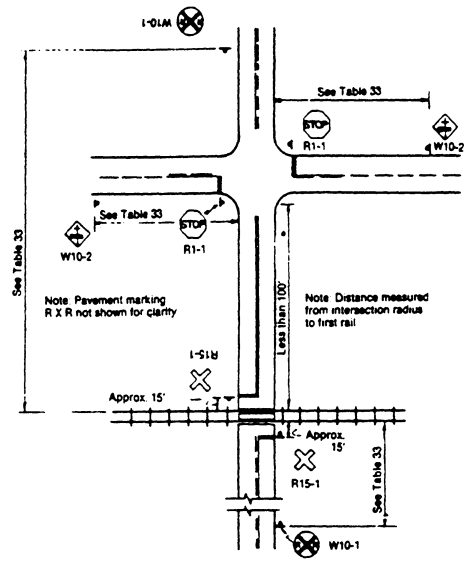 W10-1
See Table 33
STOP
R1-1
W10-2
See Table 33
See Table 33
STOP
R1-1
W10-2
Note: Pavement marking
R X R not shown for clarity
Less than 100'
Note: Distance measured
from intersection radius
to first rail
R15-1
Approx. 15'
Approx.
15'
R15-1
See Table 33
W10-1